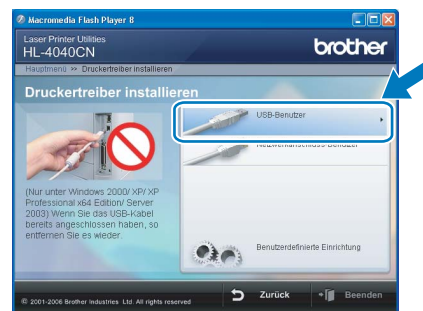 Macromedia Flash Player 8
Laser Printer Utilities
HL-4040CN
brother
Hauptmenü >> Druckertreiber installieren
Druckertreiber installieren
USB-Benutzer
Netzwerkanschluss-Benutzer
(Nur unter Windows 2000/ XP/ XP
Professional x64 Edition/ Server
2003) Wenn Sie das USB-Kabel
bereits angeschlossen haben, so
entfernen Sie es wieder.
Benutzerdefinierte Einrichtung
© 2001-2006 Brother Industries Ltd. All rights reserved
Zurück
Beenden